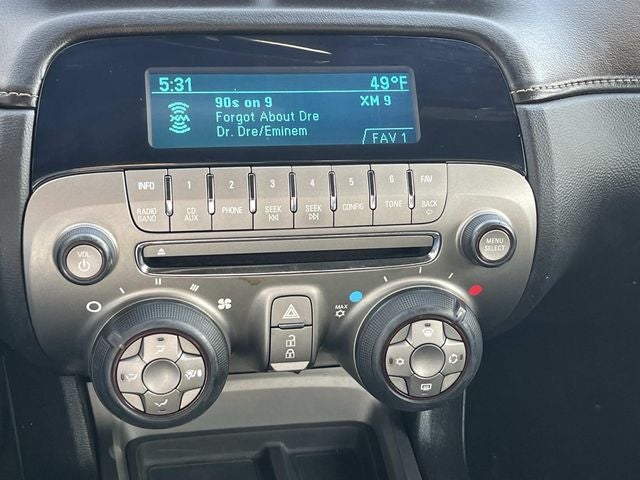 5:31 49°F
90s on 9 XM 9
XM Forgot About Dre
Dr. Dre/Eminem
FAV 1
INFO 1 2 3 4 5 6 FAV
RADIO BAND CD AUX PHONE SEEK SEEK CONFIG TONE BACK
VOL
MENU SELECT
MAX